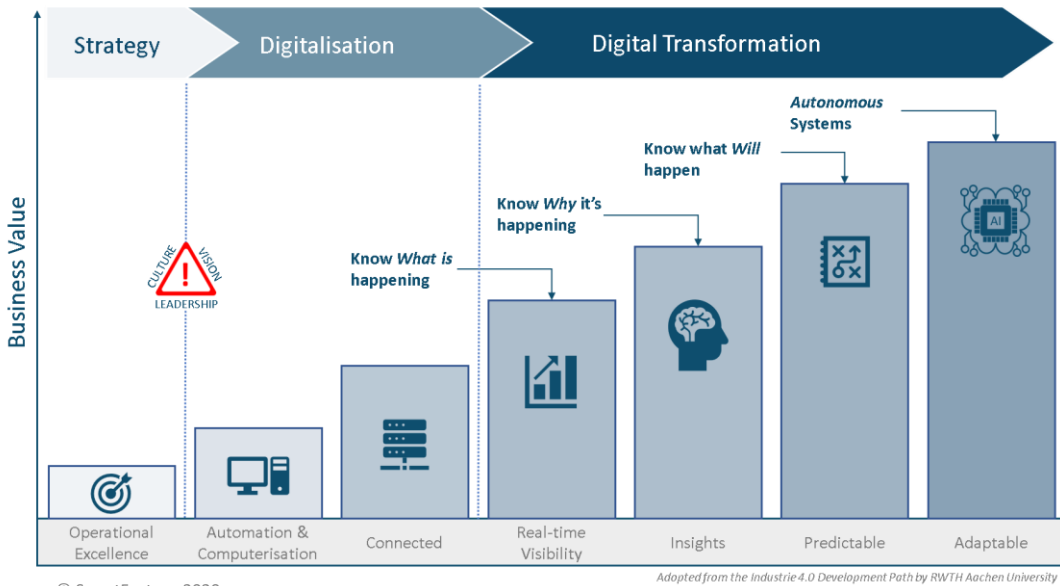 Strategy
Digitalisation
Digital Transformation
Autonomous
Systems
Know what Will
happen
Know Why it's
happening
Know What is
happening
Business Value
CULTURE
VISION
LEADERSHIP
AI
Operational
Excellence
Automation &
Computerisation
Connected
Real-time
Visibility
Insights
Predictable
Adaptable
Adopted from the Industrie 4.0 Development Path by RWTH Aachen University